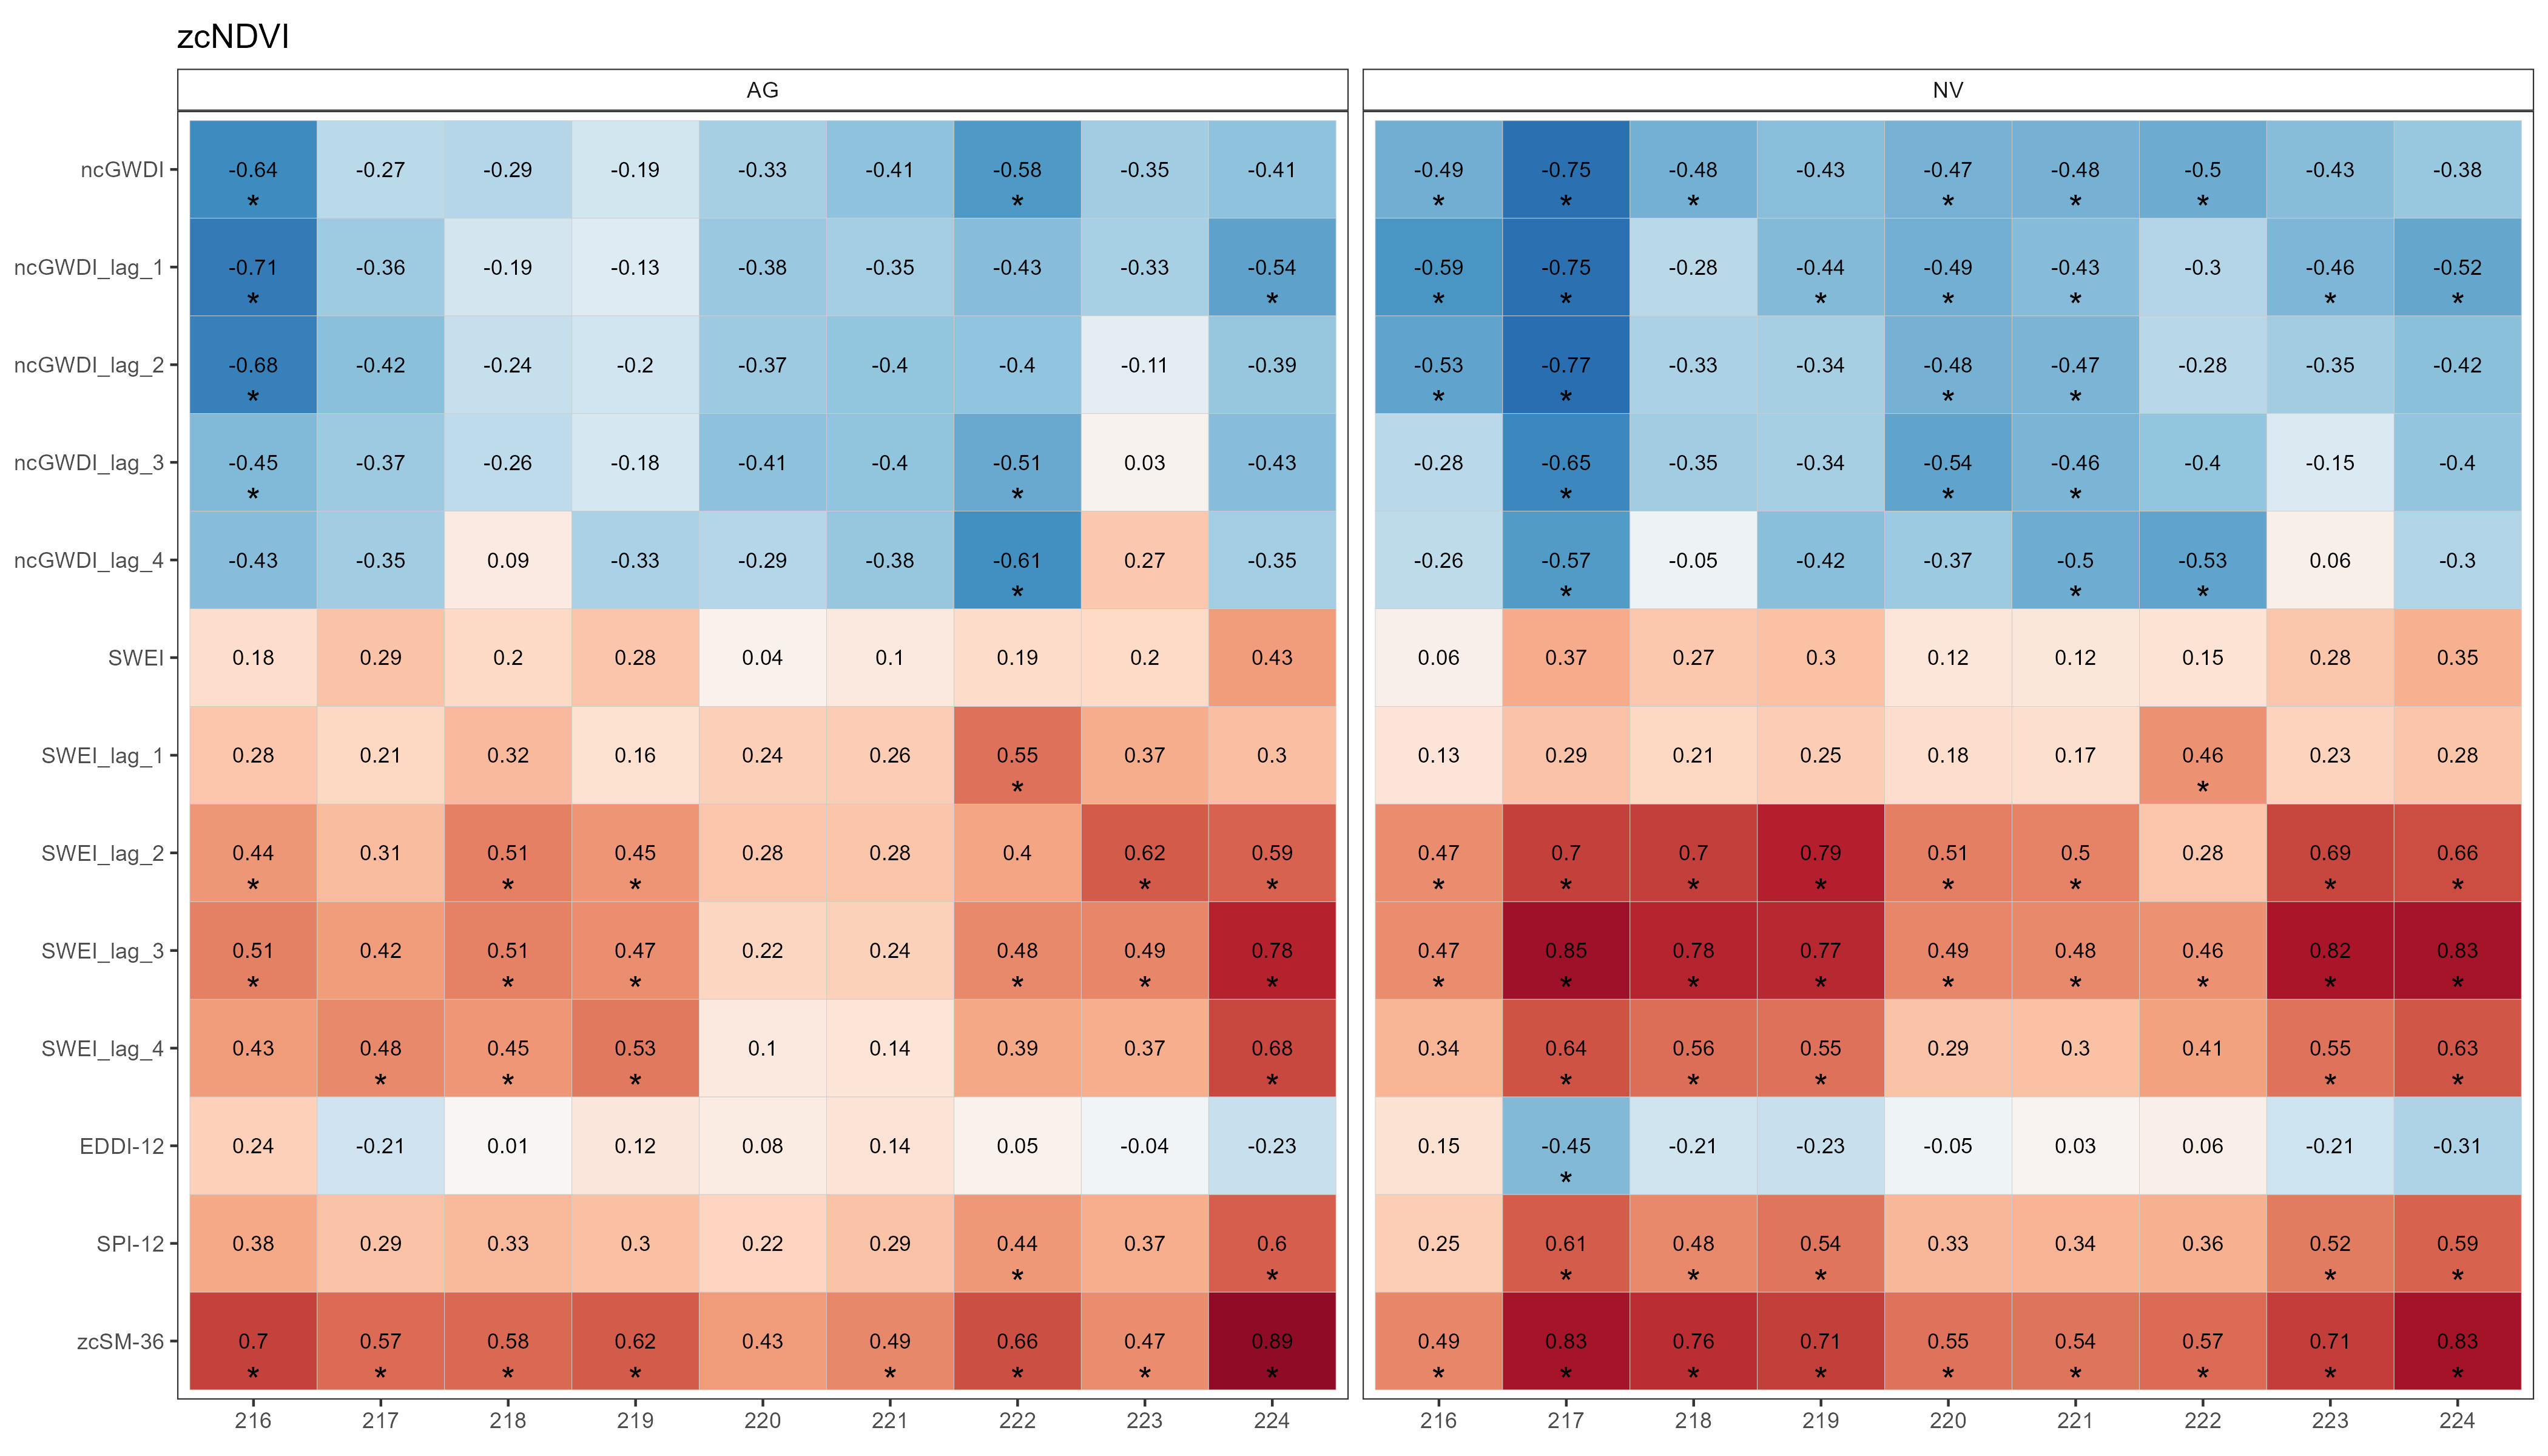 zcNDVI
AG NV
ncGWDI -0.64 -0.27 -0.29 -0.19 -0.33 -0.41 -0.58 -0.35 -0.41 -0.49 -0.75 -0.48 -0.43 -0.47 -0.48 -0.5 -0.43 -0.38
* * * * * * * *
ncGWDI_lag_1 -0.71 -0.36 -0.19 -0.13 -0.38 -0.35 -0.43 -0.33 -0.54 -0.59 -0.75 -0.28 -0.44 -0.49 -0.43 -0.3 -0.46 -0.52
* * * * * * * * *
ncGWDI_lag_2 -0.68 -0.42 -0.24 -0.2 -0.37 -0.4 -0.4 -0.11 -0.39 -0.53 -0.77 -0.33 -0.34 -0.48 -0.47 -0.28 -0.35 -0.42
* * * * *
ncGWDI_lag_3 -0.45 -0.37 -0.26 -0.18 -0.41 -0.4 -0.51 0.03 -0.43 -0.28 -0.65 -0.35 -0.34 -0.54 -0.46 -0.4 -0.15 -0.4
* * * * *
ncGWDI_lag_4 -0.43 -0.35 0.09 -0.33 -0.29 -0.38 -0.61 0.27 -0.35 -0.26 -0.57 -0.05 -0.42 -0.37 -0.5 -0.53 0.06 -0.3
* * * *
SWEI 0.18 0.29 0.2 0.28 0.04 0.1 0.19 0.2 0.43 0.06 0.37 0.27 0.3 0.12 0.12 0.15 0.28 0.35
SWEI_lag_1 0.28 0.21 0.32 0.16 0.24 0.26 0.55 0.37 0.3 0.13 0.29 0.21 0.25 0.18 0.17 0.46 0.23 0.28
* *
SWEI_lag_2 0.44 0.31 0.51 0.45 0.28 0.28 0.4 0.62 0.59 0.47 0.7 0.7 0.79 0.51 0.5 0.28 0.69 0.66
* * * * * * * * * * * * *
SWEI_lag_3 0.51 0.42 0.51 0.47 0.22 0.24 0.48 0.49 0.78 0.47 0.85 0.78 0.77 0.49 0.48 0.46 0.82 0.83
* * * * * * * * * * * * * * *
SWEI_lag_4 0.43 0.48 0.45 0.53 0.1 0.14 0.39 0.37 0.68 0.34 0.64 0.56 0.55 0.29 0.3 0.41 0.55 0.63
* * * * * * * * *
EDDI-12 0.24 -0.21 0.01 0.12 0.08 0.14 0.05 -0.04 -0.23 0.15 -0.45 -0.21 -0.23 -0.05 0.03 0.06 -0.21 -0.31
*
SPI-12 0.38 0.29 0.33 0.3 0.22 0.29 0.44 0.37 0.6 0.25 0.61 0.48 0.54 0.33 0.34 0.36 0.52 0.59
* * * * * * *
zcSM-36 0.7 0.57 0.58 0.62 0.43 0.49 0.66 0.47 0.89 0.49 0.83 0.76 0.71 0.55 0.54 0.57 0.71 0.83
* * * * * * * * * * * * * * * * *
216 217 218 219 220 221 222 223 224 216 217 218 219 220 221 222 223 224